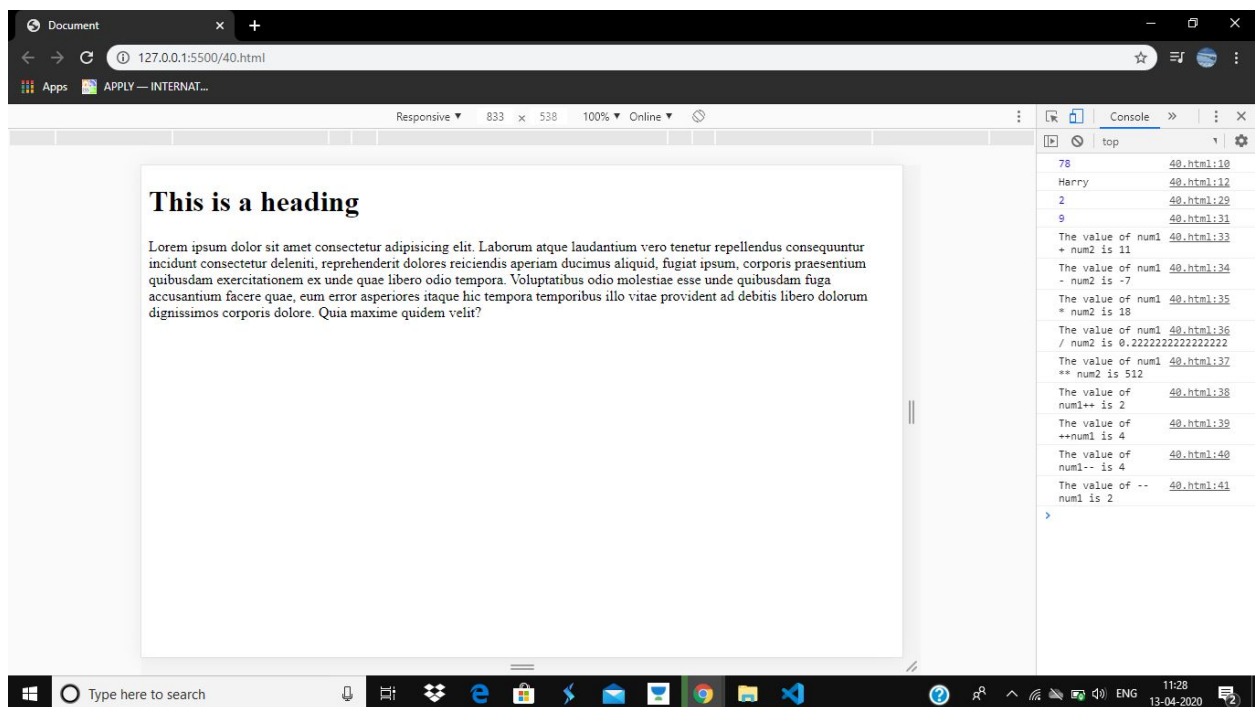 Document
127.0.0.1:5500/40.html
Apps APPLY — INTERNAT...
Responsive 833 x 538 100% Online
Console
top
This is a heading
Lorem ipsum dolor sit amet consectetur adipisicing elit. Laborum atque laudantium vero tenetur repellendus consequuntur
incidunt consectetur deleniti, reprehenderit dolores reiciendis aperiam ducimus aliquid, fugiat ipsum, corporis praesentium
quibusdam exercitationem ex unde quae libero odio tempora. Voluptatibus odio molestiae esse unde quibusdam fuga
accusantium facere quae, eum error asperiores itaque hic tempora temporibus illo vitae provident ad debitis libero dolorum
dignissimos corporis dolore. Quia maxime quidem velit?
78 40.html:10
Harry 40.html:12
2 40.html:29
9 40.html:31
The value of num1 40.html:33
+ num2 is 11
The value of num1 40.html:34
- num2 is -7
The value of num1 40.html:35
* num2 is 18
The value of num1 40.html:36
/ num2 is 0.2222222222222222
The value of num1 40.html:37
** num2 is 512
The value of 40.html:38
num1++ is 2
The value of 40.html:39
++num1 is 4
The value of 40.html:40
num1-- is 4
The value of -- 40.html:41
num1 is 2
Type here to search
ENG
11:28
13-04-2020
2